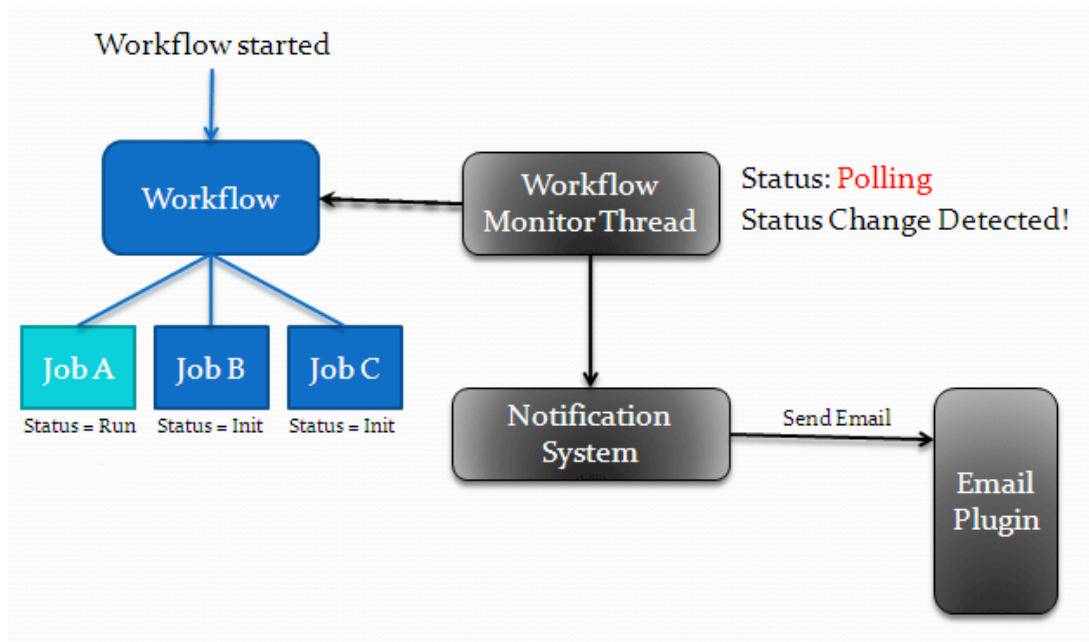 Workflow started
Workflow
Workflow
Monitor Thread
Status: Polling
Status Change Detected!
Job A
Job B
Job C
Status = Run
Status = Init
Status = Init
Notification
System
Send Email
Email
Plugin